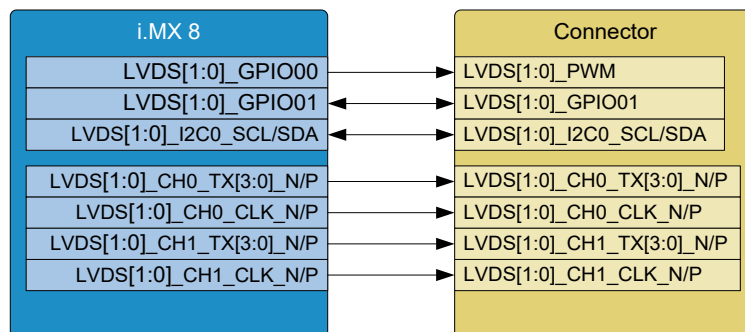 i.MX 8
Connector
LVDS[1:0]_GPIO00
LVDS[1:0]_PWM
LVDS[1:0]_GPIO01
LVDS[1:0]_GPIO01
LVDS[1:0]_I2C0_SCL/SDA
LVDS[1:0]_I2C0_SCL/SDA
LVDS[1:0]_CH0_TX[3:0]_N/P
LVDS[1:0]_CH0_TX[3:0]_N/P
LVDS[1:0]_CH0_CLK_N/P
LVDS[1:0]_CH0_CLK_N/P
LVDS[1:0]_CH1_TX[3:0]_N/P
LVDS[1:0]_CH1_TX[3:0]_N/P
LVDS[1:0]_CH1_CLK_N/P
LVDS[1:0]_CH1_CLK_N/P